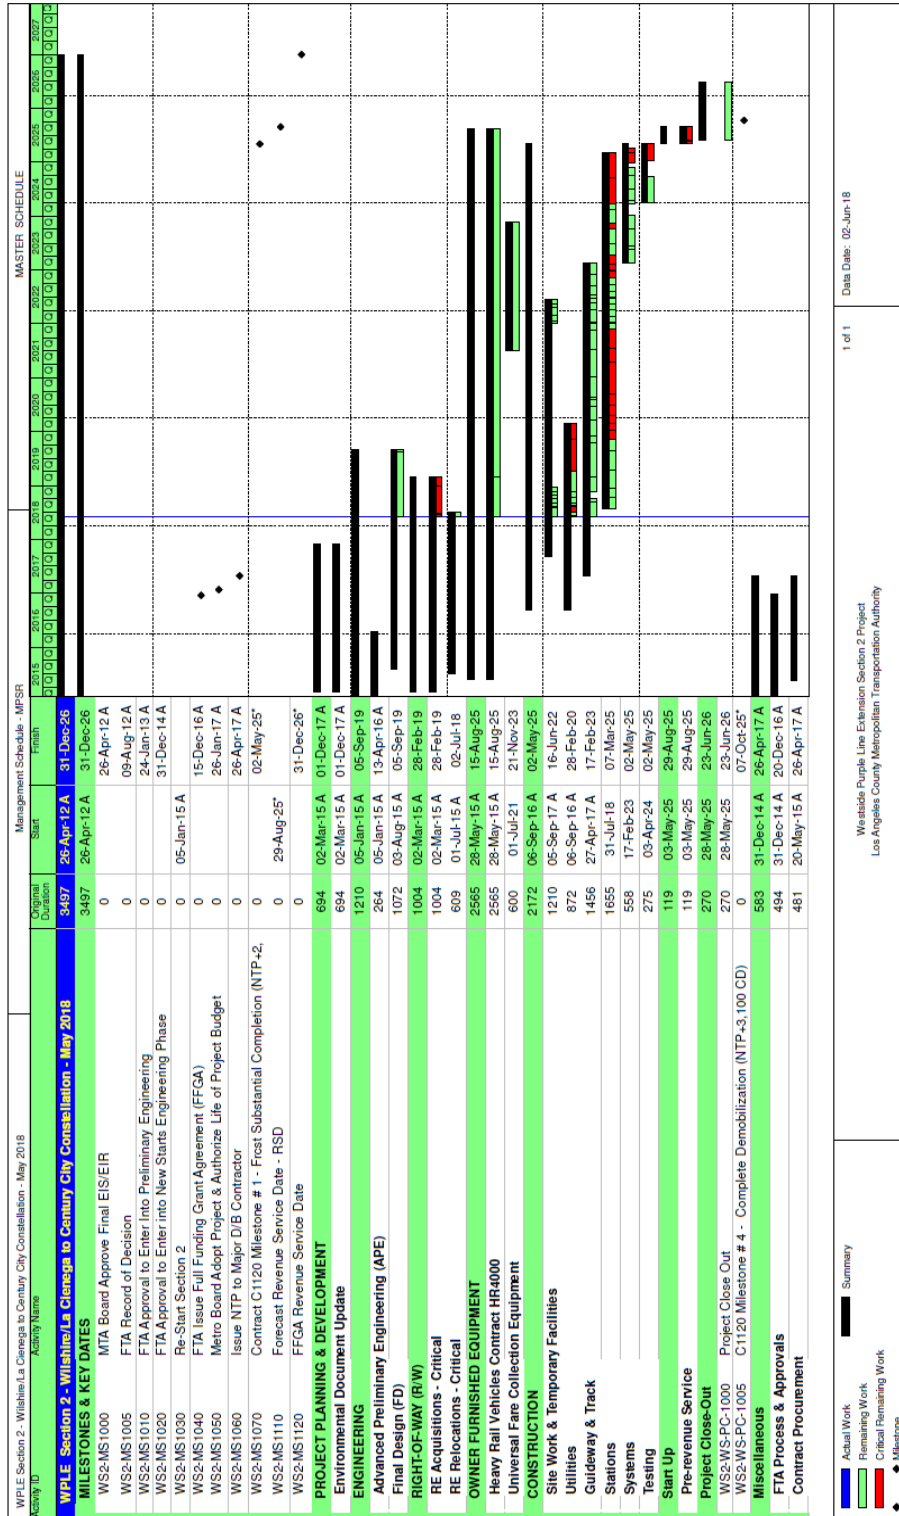 WPLE Section 2 - Wilshire/La Cienega to Century City Constellation - May 2018 Management Schedule - MPSR MASTER SCHEDULE
Activity ID Activity Name Original Duration Start Finish 2015 2016 2017 2018 2019 2020 2021 2022 2023 2024 2025 2026 2027
Q Q Q Q Q Q Q Q Q Q Q Q Q Q Q Q Q Q Q Q Q Q Q Q Q Q Q Q Q Q Q Q Q Q Q Q Q Q Q Q Q Q Q Q Q Q Q Q Q Q
WPLE Section 2 - Wilshire/La Cienega to Century City Constellation - May 2018 3497 26-Apr-12 A 31-Dec-26
MILESTONES & KEY DATES 3497 26-Apr-12 A 31-Dec-26
WS2-MS1000 MTA Board Approve Final EIS/EIR 0 26-Apr-12 A
WS2-MS1005 FTA Record of Decision 0 09-Aug-12 A
WS2-MS1010 FTA Approval to Enter Into Preliminary Engineering 0 24-Jan-13 A
WS2-MS1020 FTA Approval to Enter into New Starts Engineering Phase 0 31-Dec-14 A
WS2-MS1030 Re-Start Section 2 0 05-Jan-15 A
WS2-MS1040 FTA Issue Full Funding Grant Agreement (FFGA) 0 15-Dec-16 A
WS2-MS1050 Metro Board Adopt Project & Authorize Life of Project Budget 0 26-Jan-17 A
WS2-MS1060 Issue NTP to Major D/B Contractor 0 26-Apr-17 A
WS2-MS1070 Contract C1120 Milestone # 1 - Frcst Substantial Completion (NTP+2, 0 02-May-25*
WS2-MS1110 Forecast Revenue Service Date - RSD 0 29-Aug-25*
WS2-MS1120 FFGA Revenue Service Date 0 31-Dec-26*
PROJECT PLANNING & DEVELOPMENT 694 02-Mar-15 A 01-Dec-17 A
Environmental Document Update 694 02-Mar-15 A 01-Dec-17 A
ENGINEERING 1210 05-Jan-15 A 05-Sep-19
Advanced Preliminary Engineering (APE) 264 05-Jan-15 A 13-Apr-16 A
Final Design (FD) 1072 03-Aug-15 A 05-Sep-19
RIGHT-OF-WAY (R/W) 1004 02-Mar-15 A 28-Feb-19
RE Acquisitions - Critical 1004 02-Mar-15 A 28-Feb-19
RE Relocations - Critical 609 01-Jul-15 A 02-Jul-18
OWNER FURNISHED EQUIPMENT 2565 28-May-15 A 15-Aug-25
Heavy Rail Vehicles Contract HR4000 2565 28-May-15 A 15-Aug-25
Universal Fare Collection Equipment 600 01-Jul-21 21-Nov-23
CONSTRUCTION 2172 06-Sep-16 A 02-May-25
Site Work & Temporary Facilities 1210 05-Sep-17 A 16-Jun-22
Utilities 872 06-Sep-16 A 28-Feb-20
Guideway & Track 1456 27-Apr-17 A 17-Feb-23
Stations 1655 31-Jul-18 07-Mar-25
Systems 558 17-Feb-23 02-May-25
Testing 275 03-Apr-24 02-May-25
Start Up 119 03-May-25 29-Aug-25
Pre-revenue Service 119 03-May-25 29-Aug-25
Project Close-Out 270 28-May-25 23-Jun-26
WS2-WS-PC-1000 Project Close Out 270 28-May-25 23-Jun-26
WS2-WS-PC-1005 C1120 Milestone # 4 - Complete Demobilization (NTP+3,100 CD) 0 07-Oct-25*
Miscellaneous 583 31-Dec-14 A 26-Apr-17 A
FTA Process & Approvals 494 31-Dec-14 A 20-Dec-16 A
Contract Procurement 481 20-May-15 A 26-Apr-17 A
Actual Work Summary
Remaining Work
Critical Remaining Work
Milestone
Westside Purple Line Extension Section 2 Project
Los Angeles County Metropolitan Transportation Authority
1 of 1 Data Date: 02-Jun-18